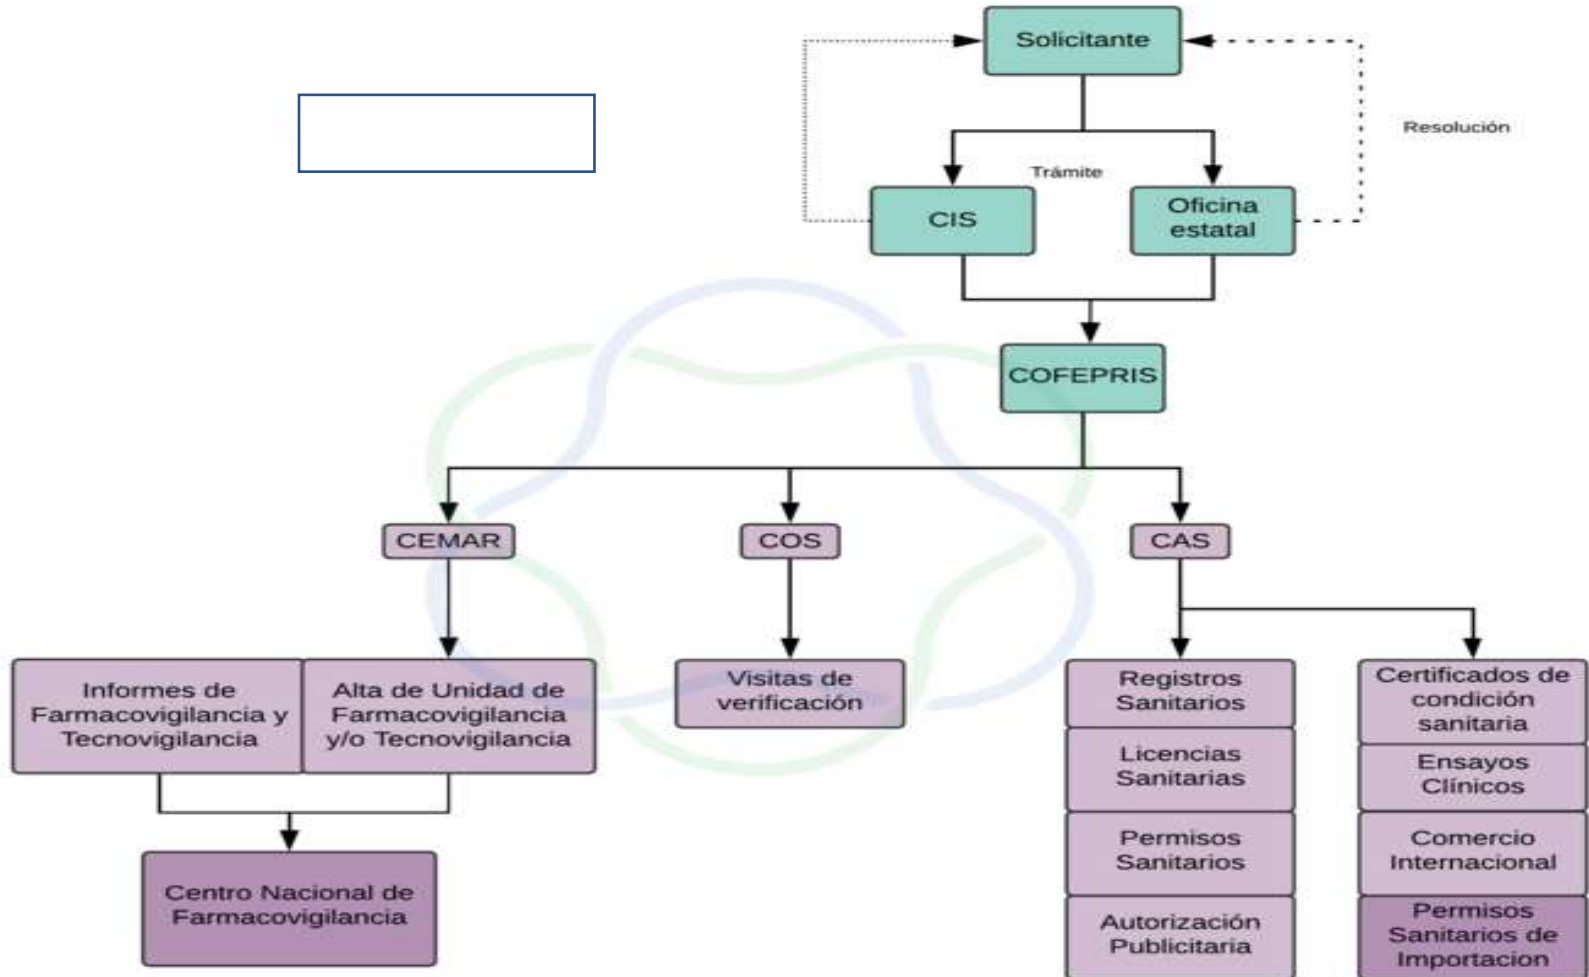 Solicitante
Resolución
Trámite
CIS
Oficina
estatal
COFEPRIS
CEMAR
COS
CAS
Informes de
Farmacovigilancia y
Tecnovigilancia
Alta de Unidad de
Farmacovigilancia
y/o Tecnovigilancia
Visitas de
verificación
Registros
Sanitarios
Certificados de
condición
sanitaria
Licencias
Sanitarias
Ensayos
Clínicos
Permisos
Sanitarios
Comercio
Internacional
Centro Nacional de
Farmacovigilancia
Autorización
Publicitaria
Permisos
Sanitarios de
Importacion